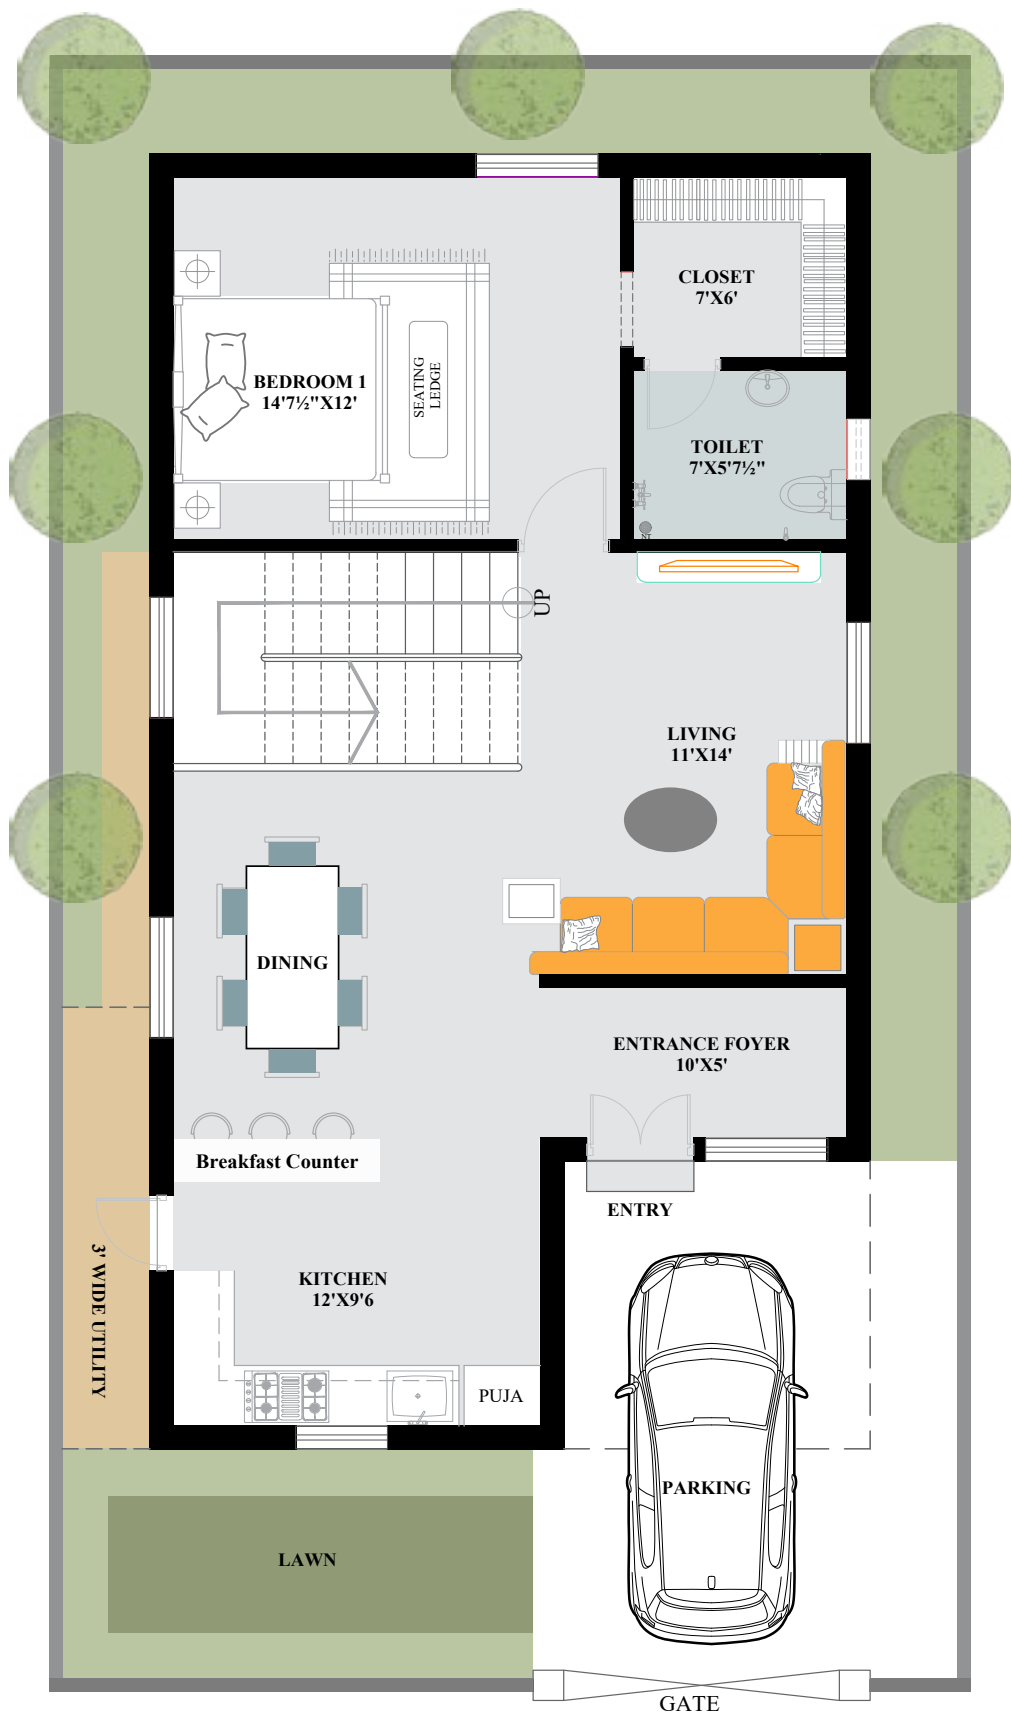 CLOSET
7'X6'
BEDROOM 1
14'7½"X12'
SEATING
LEDGE
TOILET
7'X5'7½"
UP
LIVING
11'X14'
DINING
ENTRANCE FOYER
10'X5'
Breakfast Counter
ENTRY
3' WIDE UTILITY
KITCHEN
12'X9'6
PUJA
PARKING
LAWN
GATE